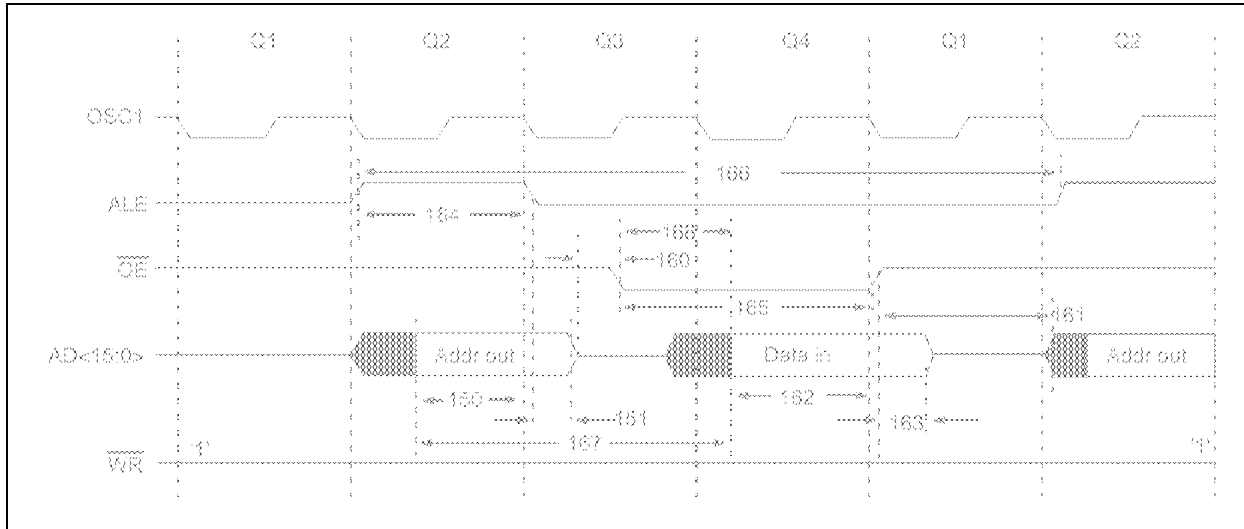 Q1 Q2 Q3 Q4 Q1 Q2
OSC1
166
ALE
164
168
160
OE
165
161
AD<15:0>
Addr out
Data in
Addr out
150
151
162
163
167
'1'
'1'
WR